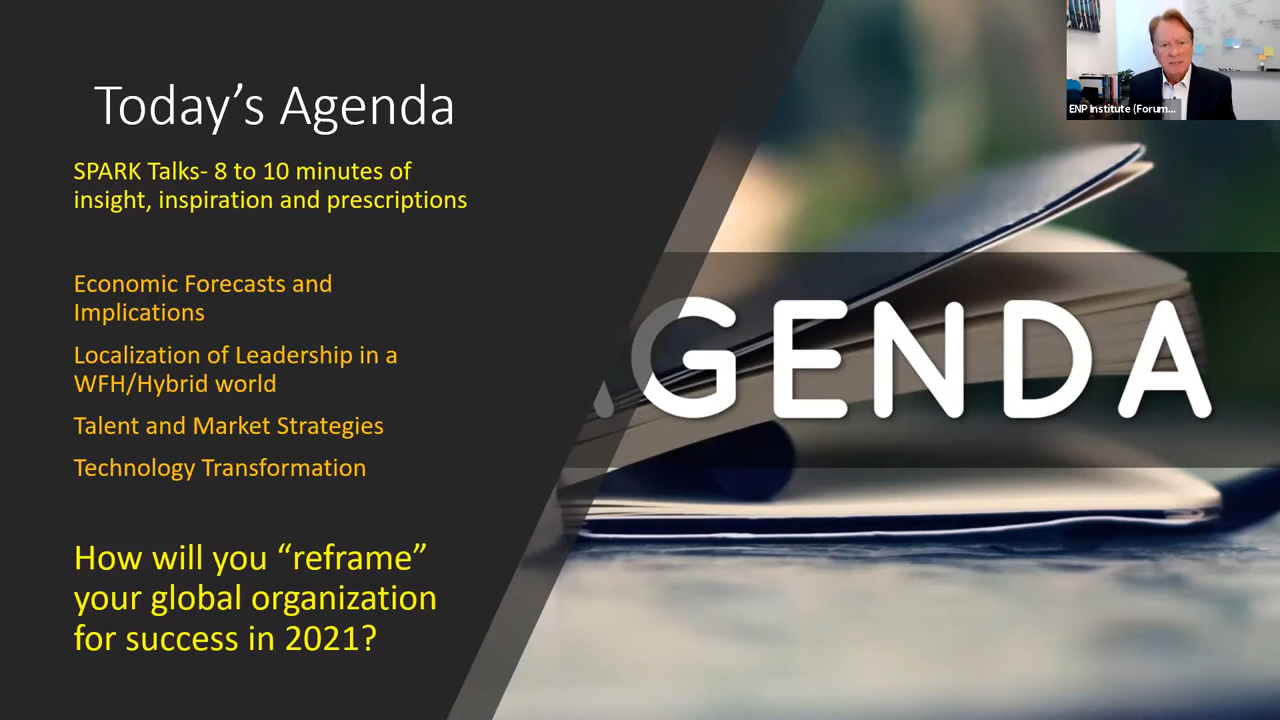 Today's Agenda
SPARK Talks- 8 to 10 minutes of
insight, inspiration and prescriptions
Economic Forecasts and
Implications
Localization of Leadership in a
WFH/Hybrid world
Talent and Market Strategies
Technology Transformation
How will you “reframe”
your global organization
for success in 2021?
AGENDA
ENP Institute (Forum...